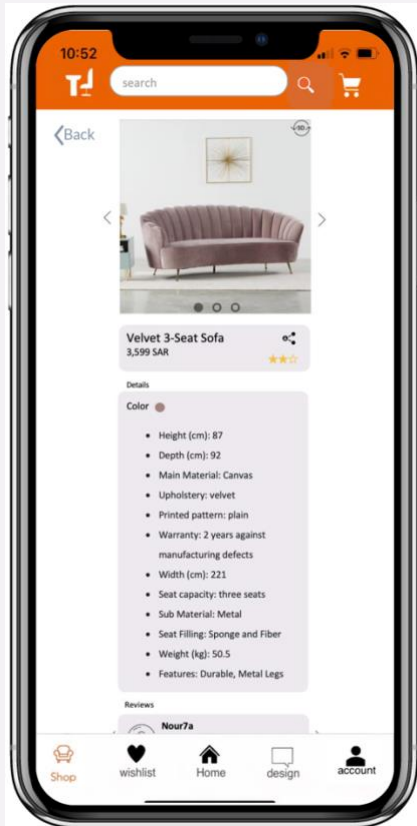 10:52
search
Back
Velvet 3-Seat Sofa
3,599 SAR
Details
Color
• Height (cm): 87
• Depth (cm): 92
• Main Material: Canvas
• Upholstery: velvet
• Printed pattern: plain
• Warranty: 2 years against
manufacturing defects
• Width (cm): 221
• Seat capacity: three seats
• Sub Material: Metal
• Seat Filling: Sponge and Fiber
• Weight (kg): 50.5
• Features: Durable, Metal Legs
Reviews
Nour7a
Shop wishlist Home design account